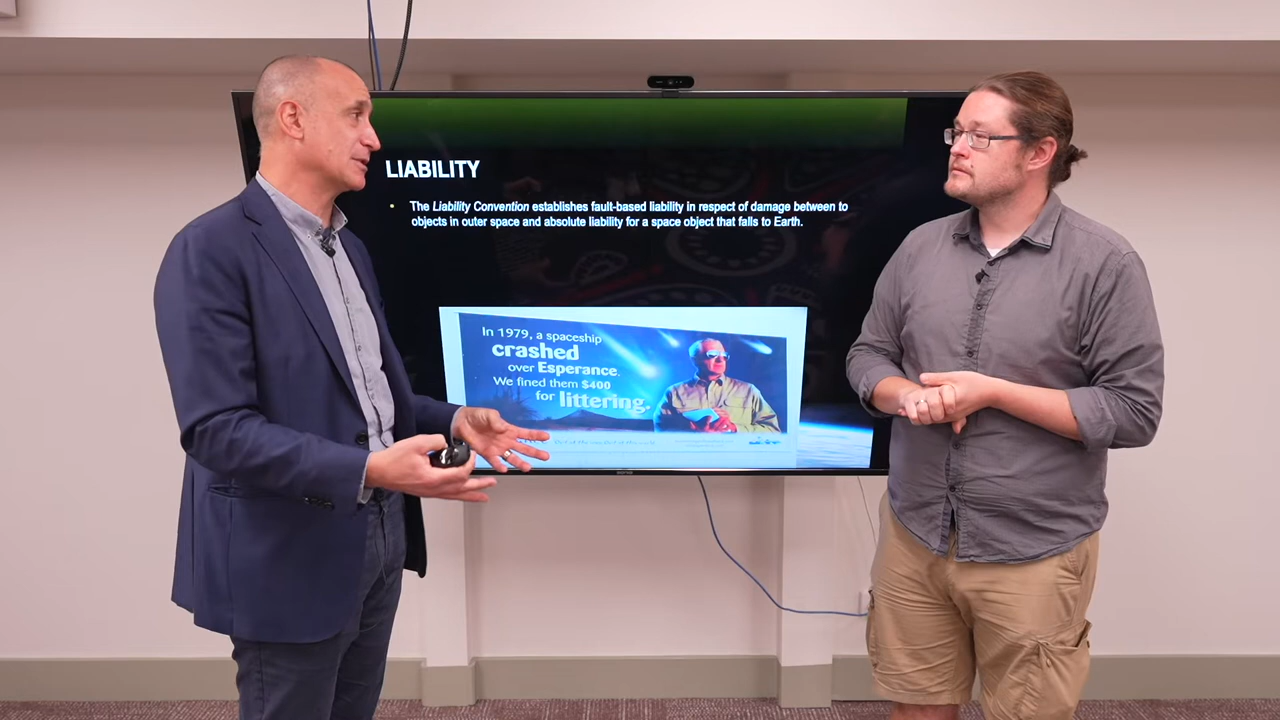 LIABILITY
• The Liability Convention establishes fault-based liability in respect of damage between to
objects in outer space and absolute liability for a space object that falls to Earth.
In 1979, a spaceship
crashed
over Esperance.
We fined them $400
for littering.